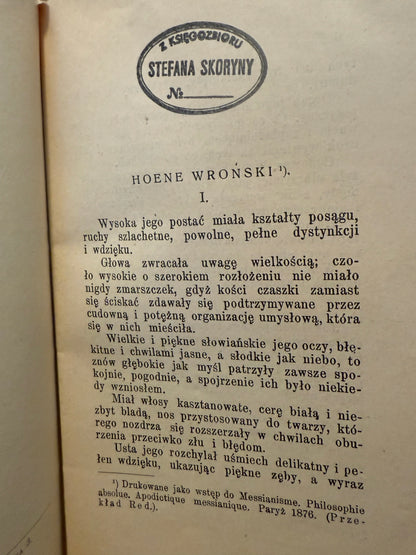 Z KSIĘGOZBIORU
STEFANA SKORYNY
№
HOENE WROŃSKI ¹).
I.
Wysoka jego postać miała kształty posągu,
ruchy szlachetne, powolne, pełne dystynkcji
i wdzięku.
Głowa zwracała uwagę wielkością; czo-
ło wysokie o szerokiem rozłożeniu nie miało
nigdy zmarszczek, gdyż kości czaszki zamiast
się ściskać zdawały się podtrzymywane przez
cudowną i potężną organizację umysłową, która
się w nich mieściła.
Wielkie i piękne słowiańskie jego oczy, błę-
kitne i chwilami jasne, a słodkie jak niebo, to
znów głębokie jak myśl patrzyły zawsze spo-
kojnie, pogodnie, a spojrzenie ich było niekie-
dy wzniosłem.
Miał włosy kasztanowate, cerę białą i nie-
zbyt bladą, nos przystosowany do twarzy, któ-
rego nozdrza się rozszerzały w chwilach obu-
rzenia przeciwko złu i błędom.
Usta jego rozchylał uśmiech delikatny i pe-
łen wdzięku, ukazując piękne zęby, a wyraz
¹) Drukowane jako wstęp do Messianisme. Philosophie
absolue. Apodictique messianique. Paryż 1876. (Prze-
kład Red.).